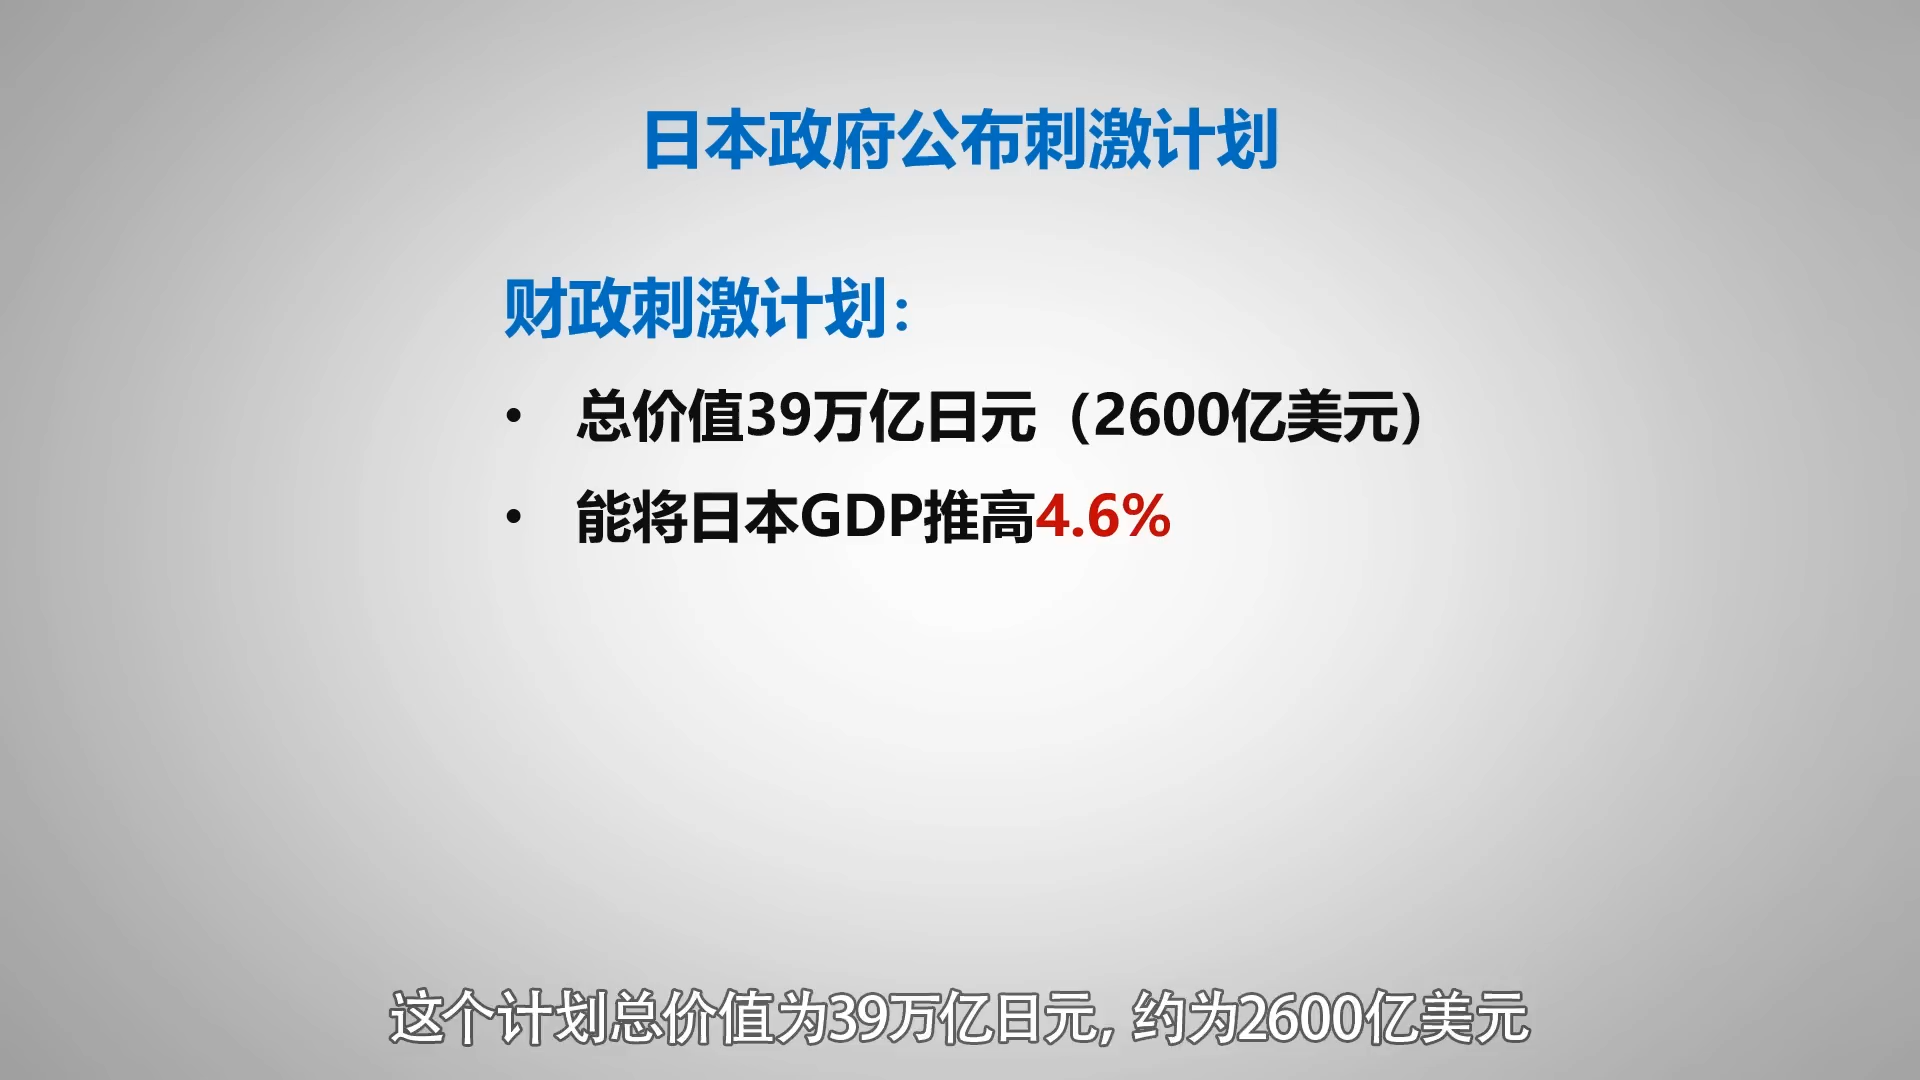 日本政府公布刺激计划
财政刺激计划：
• 总价值39万亿日元（2600亿美元）
• 能将日本GDP推高4.6%
这个计划总价值为39万亿日元，约为2600亿美元